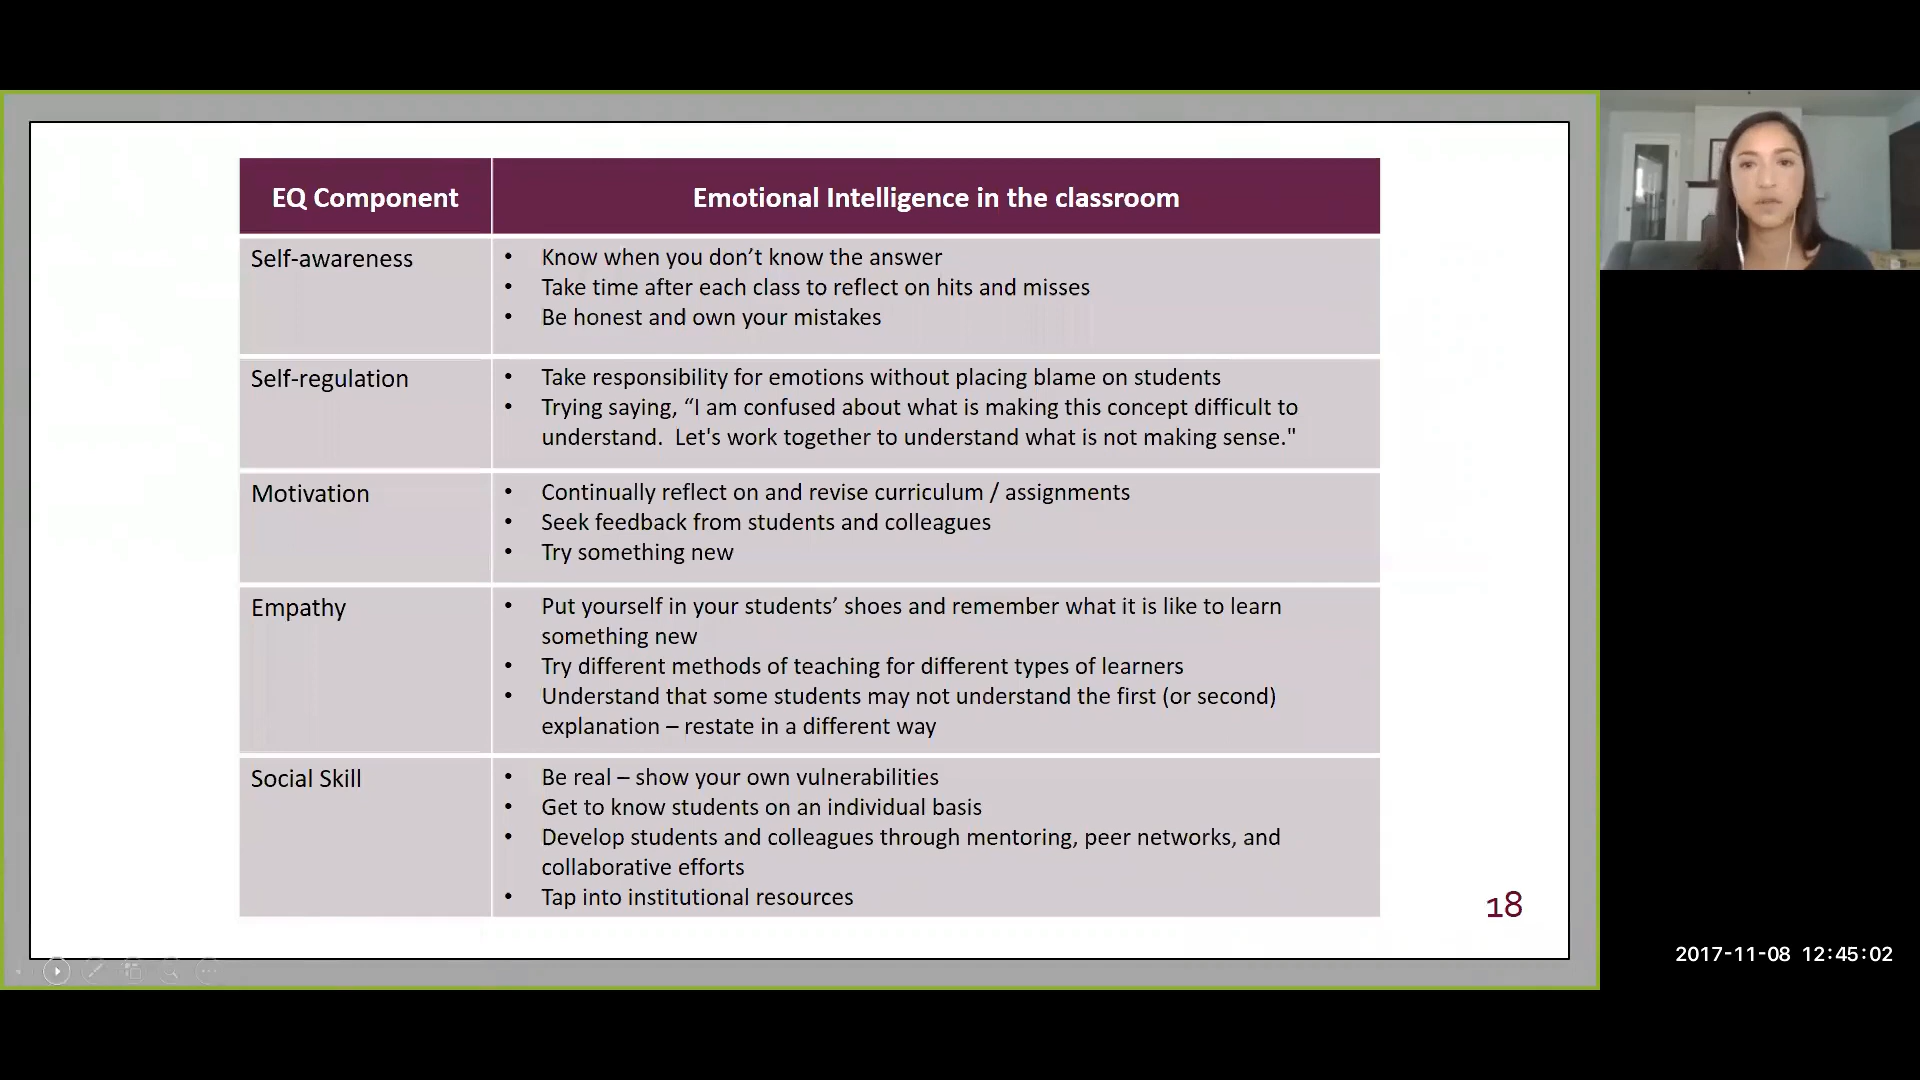 EQ Component
Emotional Intelligence in the classroom
Self-awareness
• Know when you don’t know the answer
• Take time after each class to reflect on hits and misses
• Be honest and own your mistakes
Self-regulation
• Take responsibility for emotions without placing blame on students
• Trying saying, “I am confused about what is making this concept difficult to
understand.  Let's work together to understand what is not making sense."
Motivation
• Continually reflect on and revise curriculum / assignments
• Seek feedback from students and colleagues
• Try something new
Empathy
• Put yourself in your students’ shoes and remember what it is like to learn
something new
• Try different methods of teaching for different types of learners
• Understand that some students may not understand the first (or second)
explanation – restate in a different way
Social Skill
• Be real – show your own vulnerabilities
• Get to know students on an individual basis
• Develop students and colleagues through mentoring, peer networks, and
collaborative efforts
• Tap into institutional resources
18
2017-11-08 12:45:02